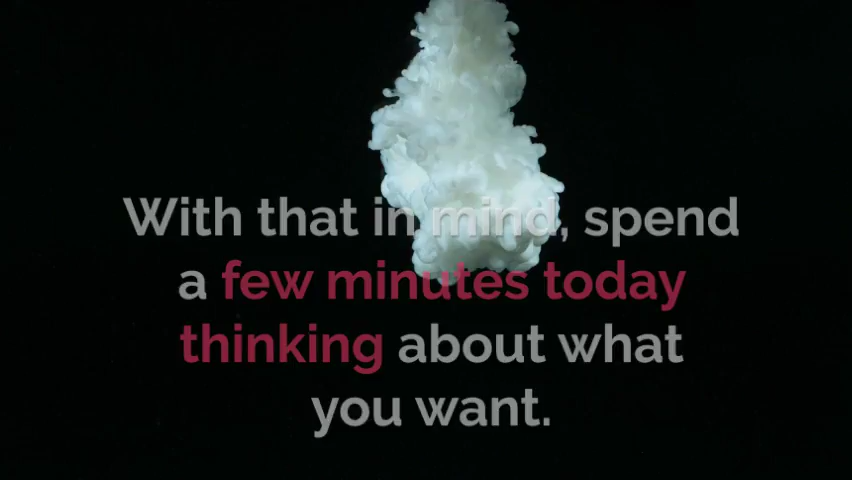 With that in mind, spend
a few minutes today
thinking about what
you want.